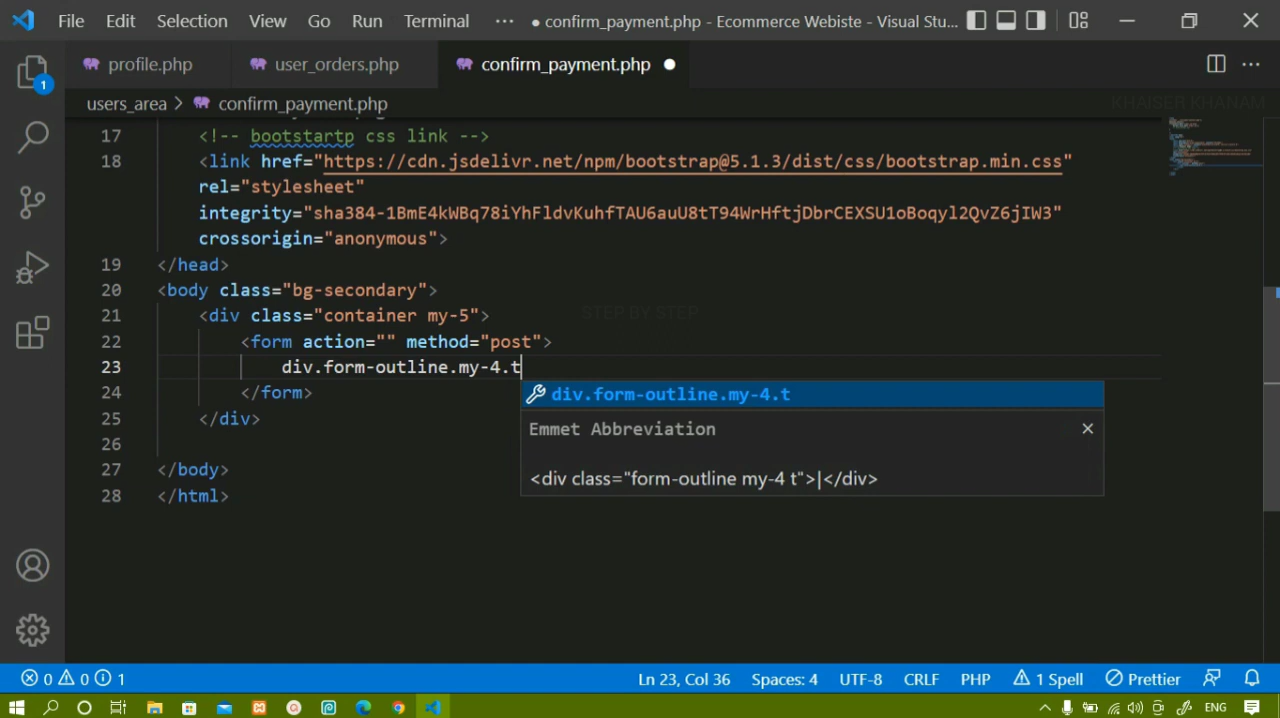 File Edit Selection View Go Run Terminal ··· ● confirm_payment.php - Ecommerce Webiste - Visual Stu...
profile.php user_orders.php confirm_payment.php ●
users_area > confirm_payment.php
KHAISER KHANAM
17 <!-- bootstartp css link -->
18 <link href="https://cdn.jsdelivr.net/npm/bootstrap@5.1.3/dist/css/bootstrap.min.css"
rel="stylesheet"
integrity="sha384-1BmE4kWBq78iYhFldvKuhfTAU6auU8tT94WrHftjDbrCEXSU1oBoqyl2QvZ6jIW3"
crossorigin="anonymous">
19 </head>
20 <body class="bg-secondary">
21 <div class="container my-5">
STEP BY STEP
22 <form action="" method="post">
23 div.form-outline.my-4.t
24 </form>
div.form-outline.my-4.t
25 </div>
Emmet Abbreviation
26
27 </body>
<div class="form-outline my-4 t">|</div>
28 </html>
1
0 0 1 Ln 23, Col 36 Spaces: 4 UTF-8 CRLF PHP 1 Spell Prettier
ENG